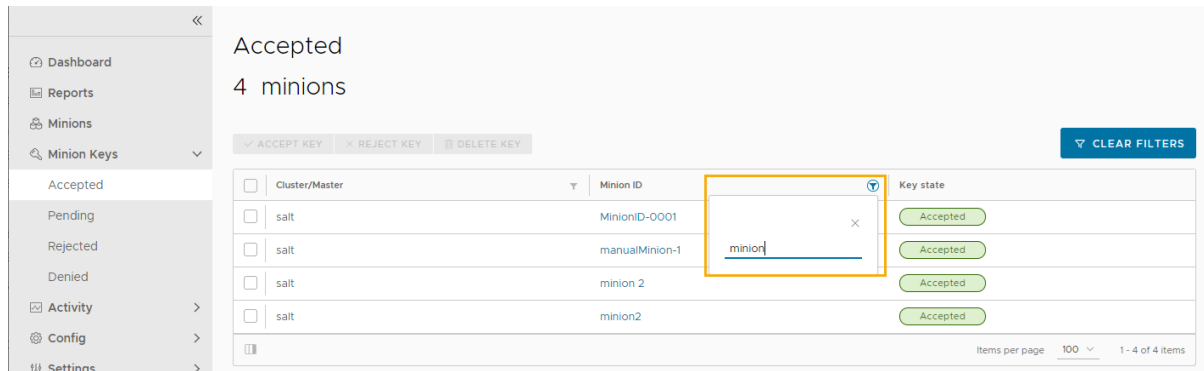 Accepted
4 minions
Dashboard
Reports
Minions
Minion Keys
Accepted
Pending
Rejected
Denied
Activity
Config
Settings
ACCEPT KEY REJECT KEY DELETE KEY
CLEAR FILTERS
Cluster/Master Minion ID Key state
salt MinionID-0001 Accepted
salt manualMinion-1 Accepted
minion
salt minion 2 Accepted
salt minion2 Accepted
Items per page 100 1 - 4 of 4 items